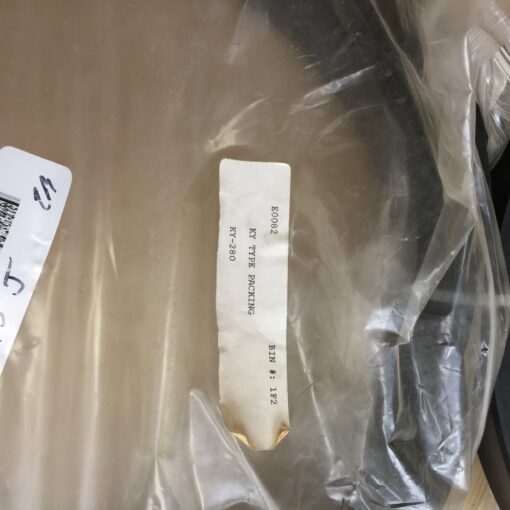 E0082 BIN #: 1F2
KY TYPE PACKING
KY-280